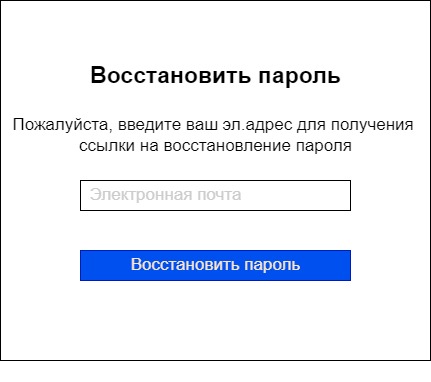 Восстановить пароль
Пожалуйста, введите ваш эл.адрес для получения
ссылки на восстановление пароля
Электронная почта
Восстановить пароль